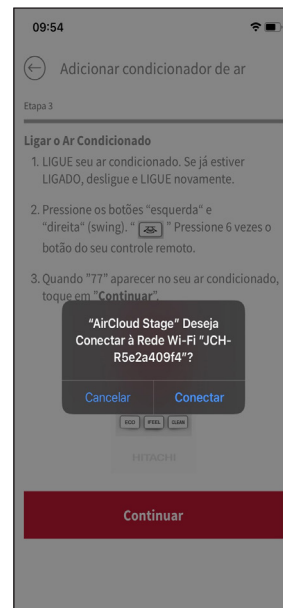 09:54
Adicionar condicionador de ar
Etapa 3
Ligar o Ar Condicionado
1. LIGUE seu ar condicionado. Se já estiver
LIGADO, desligue e LIGUE novamente.
2. Pressione os botões "esquerda" e
"direita" (swing). " " Pressione 6 vezes o
botão do seu controle remoto.
3. Quando "77" aparecer no seu ar condicionado,
toque em "Continuar".
"AirCloud Stage" Deseja
Conectar à Rede Wi-Fi "JCH-
R5e2a409f4"?
Cancelar Conectar
ECO IFEEL CLEAN
HITACHI
Continuar